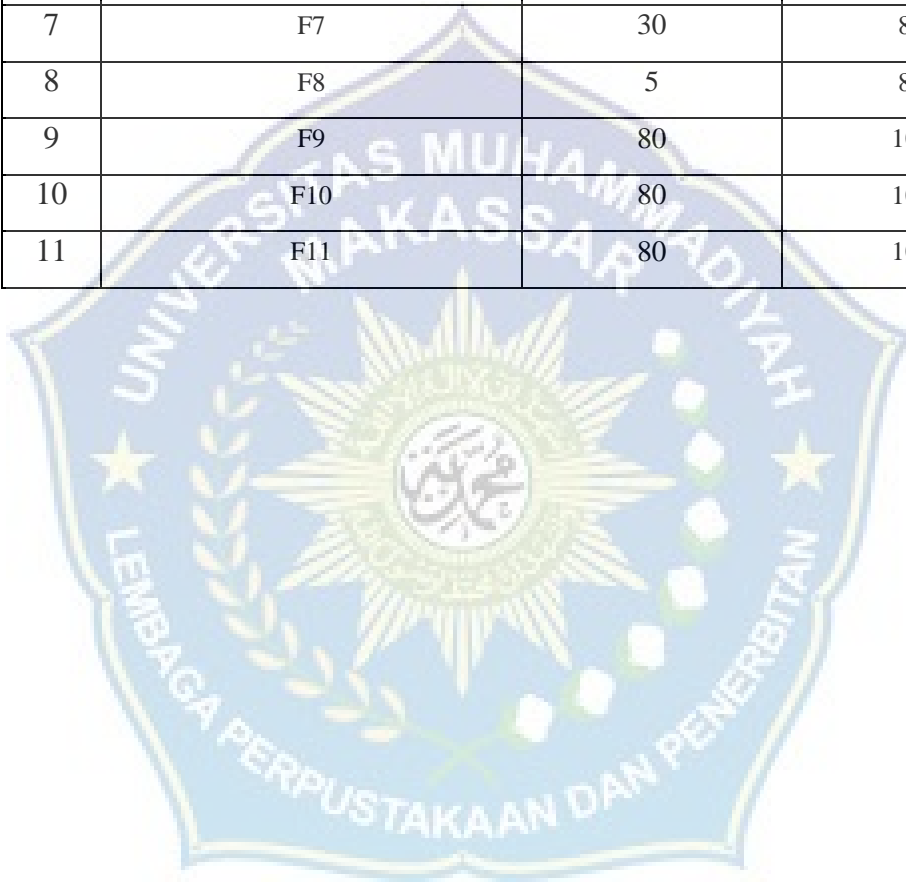 7 F7 30 8
8 F8 5 8
9 F9 80
10 F10 80
11 F11 80
UNIVERSITAS MUHAMMADIYAH
MAKASSAR
LEMBAGA PERPUSTAKAAN DAN PENERBITAN